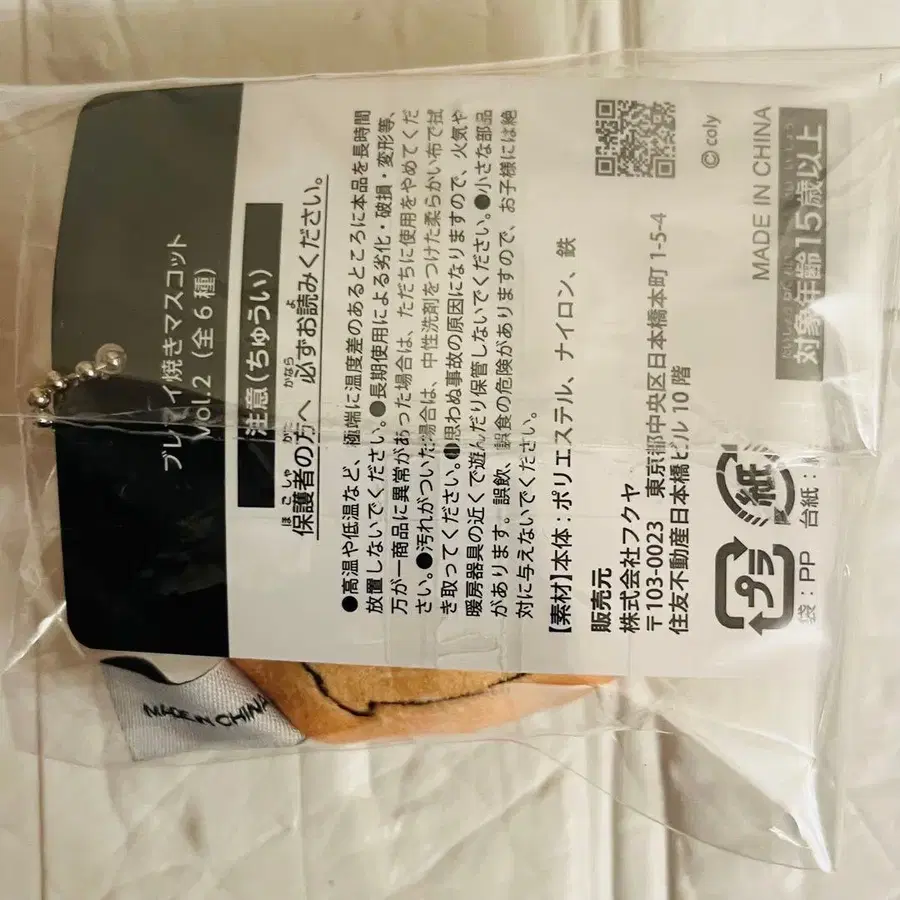 ブレマイ焼きマスコット
vol.2（全6種）
注意（ちゅうい）
ほごしゃ かた かなら よ
保護者の方へ 必ずお読みください。
●高温や低温など、極端に温度差のあるところに本品を長時間
放置しないでください。●長期使用による劣化・破損・変形等、
万が一商品に異常があった場合は、ただちに使用をやめてくだ
さい。●汚れがついた場合は、中性洗剤をつけた柔らかい布で拭
き取ってください。●思わぬ事故の原因になりますので、火気や
暖房器具の近くで遊んだり保管しないでください。●小さな部品
があります。誤飲、誤食の危険がありますので、お子様には絶
対に与えないでください。
【素材】本体：ポリエステル、ナイロン、鉄
販売元
株式会社フクヤ
〒103-0023 東京都中央区日本橋本町 1-5-4
住友不動産日本橋ビル 10 階
©coly
MADE IN CHINA
対象年齢15歳以上
プラ
紙
袋：PP 台紙：
MADE IN CHINA